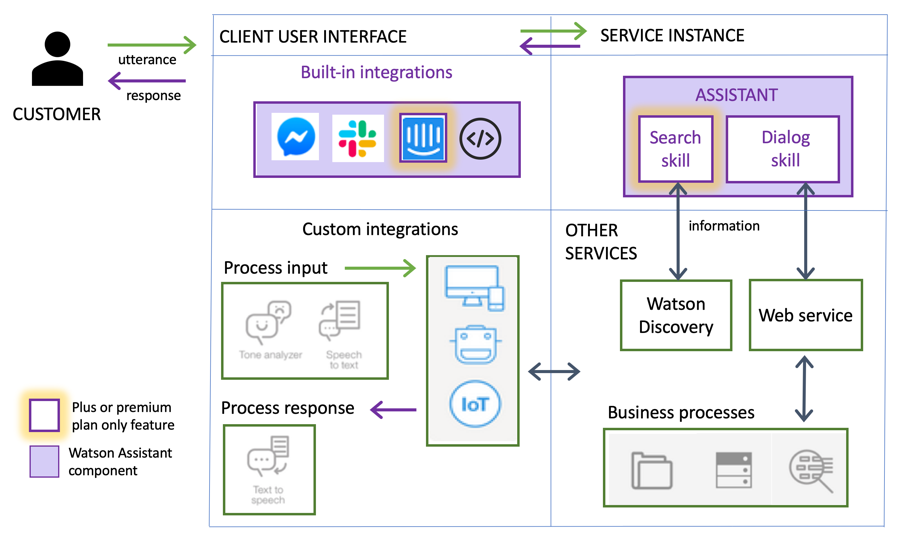 CUSTOMER
utterance
response
CLIENT USER INTERFACE
SERVICE INSTANCE
Built-in integrations
</>
ASSISTANT
Search
skill
Dialog
skill
Custom integrations
Process input
Tone analyzer
Speech
to text
IoT
Process response
Text to
speech
OTHER
SERVICES
information
Watson
Discovery
Web service
Business processes
Plus or premium
plan only feature
Watson Assistant
component